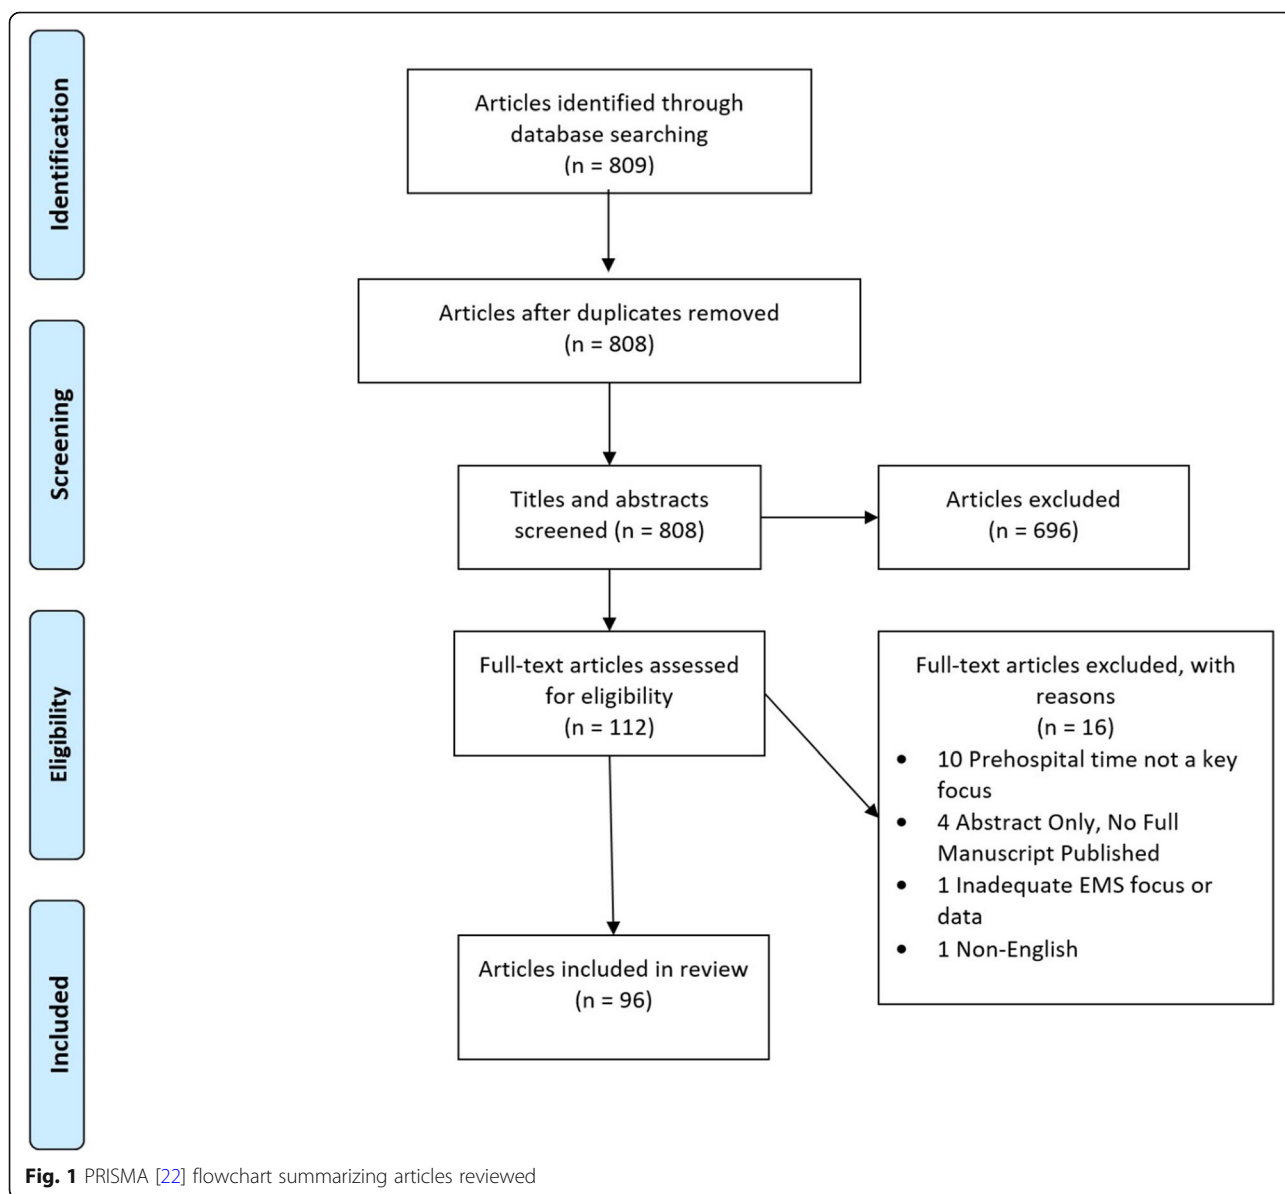 Identification
Articles identified through
database searching
(n = 809)
Articles after duplicates removed
(n = 808)
Screening
Titles and abstracts
screened (n = 808)
Articles excluded
(n = 696)
Eligibility
Full-text articles assessed
for eligibility
(n = 112)
Full-text articles excluded, with
reasons
(n = 16)
• 10 Prehospital time not a key
focus
• 4 Abstract Only, No Full
Manuscript Published
• 1 Inadequate EMS focus or
data
• 1 Non-English
Included
Articles included in review
(n = 96)
Fig. 1 PRISMA [22] flowchart summarizing articles reviewed